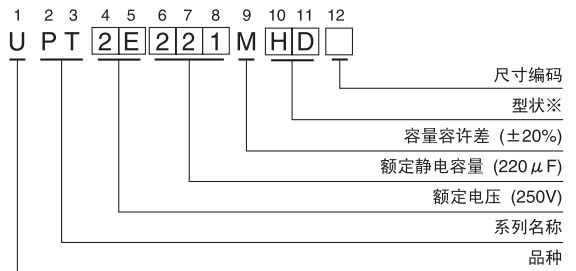 1 2 3 4 5 6 7 8 9 10 11 12
U P T 2 E 2 2 1 M H D
尺寸编码
型状※
容量容许差 (±20%)
额定静电容量 (220μF)
额定电压 (250V)
系列名称
品种